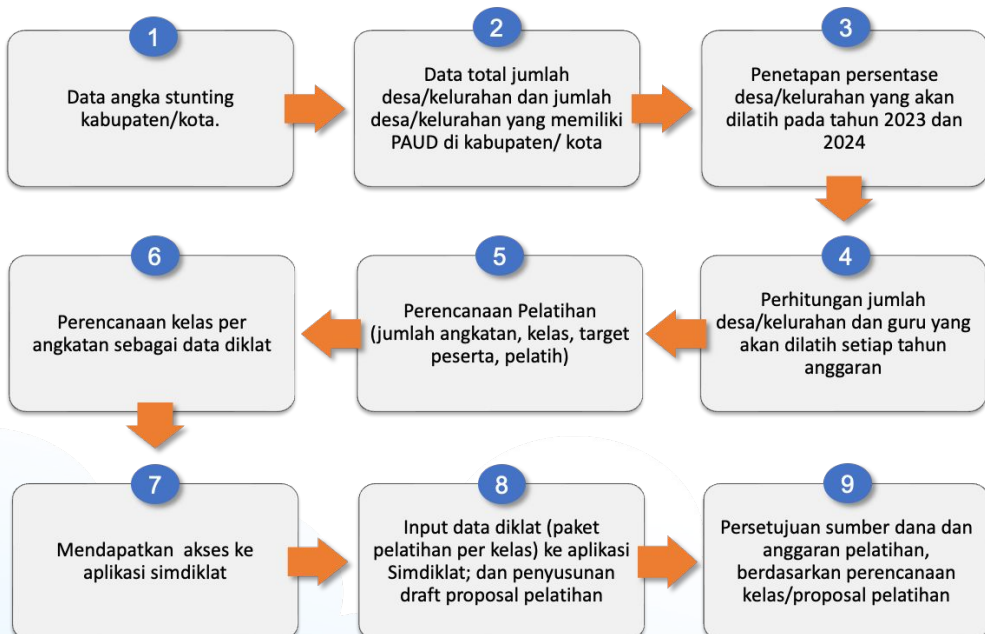 1
Data angka stunting
kabupaten/kota.
2
Data total jumlah
desa/kelurahan dan jumlah
desa/kelurahan yang memiliki
PAUD di kabupaten/ kota
3
Penetapan persentase
desa/kelurahan yang akan
dilatih pada tahun 2023 dan
2024
4
Perhitungan jumlah
desa/kelurahan dan guru yang
akan dilatih setiap tahun
anggaran
5
Perencanaan Pelatihan
(jumlah angkatan, kelas, target
peserta, pelatih)
6
Perencanaan kelas per
angkatan sebagai data diklat
7
Mendapatkan akses ke
aplikasi simdiklat
8
Input data diklat (paket
pelatihan per kelas) ke aplikasi
Simdiklat; dan penyusunan
draft proposal pelatihan
9
Persetujuan sumber dana dan
anggaran pelatihan,
berdasarkan perencanaan
kelas/proposal pelatihan